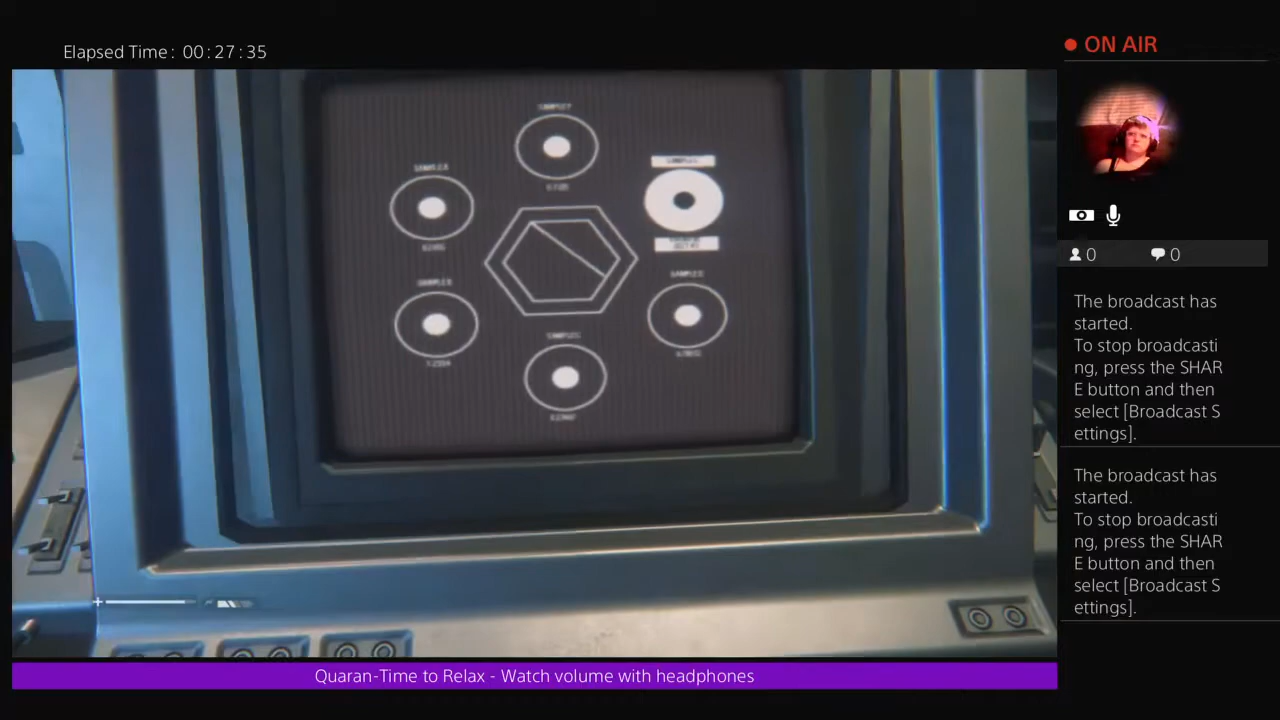 Elapsed Time: 00:27:35
ON AIR
0 0
The broadcast has
started.
To stop broadcasti
ng, press the SHAR
E button and then
select [Broadcast S
ettings].
The broadcast has
started.
To stop broadcasti
ng, press the SHAR
E button and then
select [Broadcast S
ettings].
Quaran-Time to Relax - Watch volume with headphones